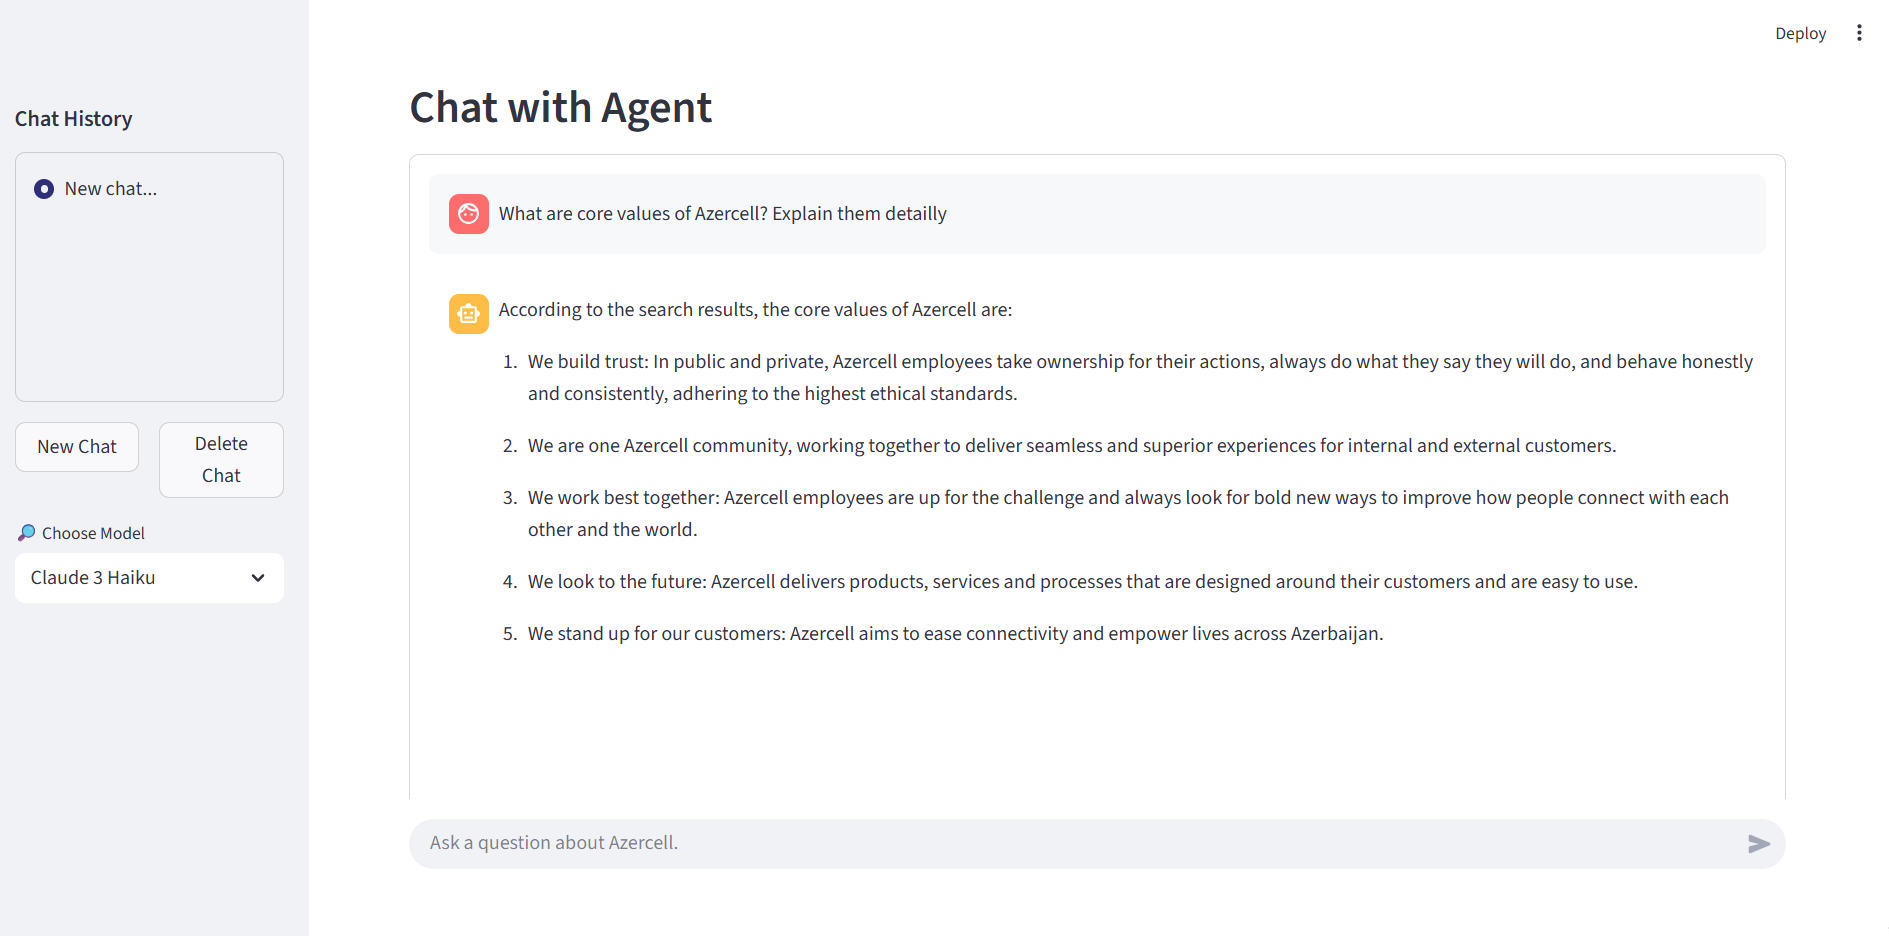 Deploy
Chat History
New chat...
New Chat
Delete
Chat
Choose Model
Claude 3 Haiku
Chat with Agent
What are core values of Azercell? Explain them detailly
According to the search results, the core values of Azercell are:
1. We build trust: In public and private, Azercell employees take ownership for their actions, always do what they say they will do, and behave honestly
and consistently, adhering to the highest ethical standards.
2. We are one Azercell community, working together to deliver seamless and superior experiences for internal and external customers.
3. We work best together: Azercell employees are up for the challenge and always look for bold new ways to improve how people connect with each
other and the world.
4. We look to the future: Azercell delivers products, services and processes that are designed around their customers and are easy to use.
5. We stand up for our customers: Azercell aims to ease connectivity and empower lives across Azerbaijan.
Ask a question about Azercell.